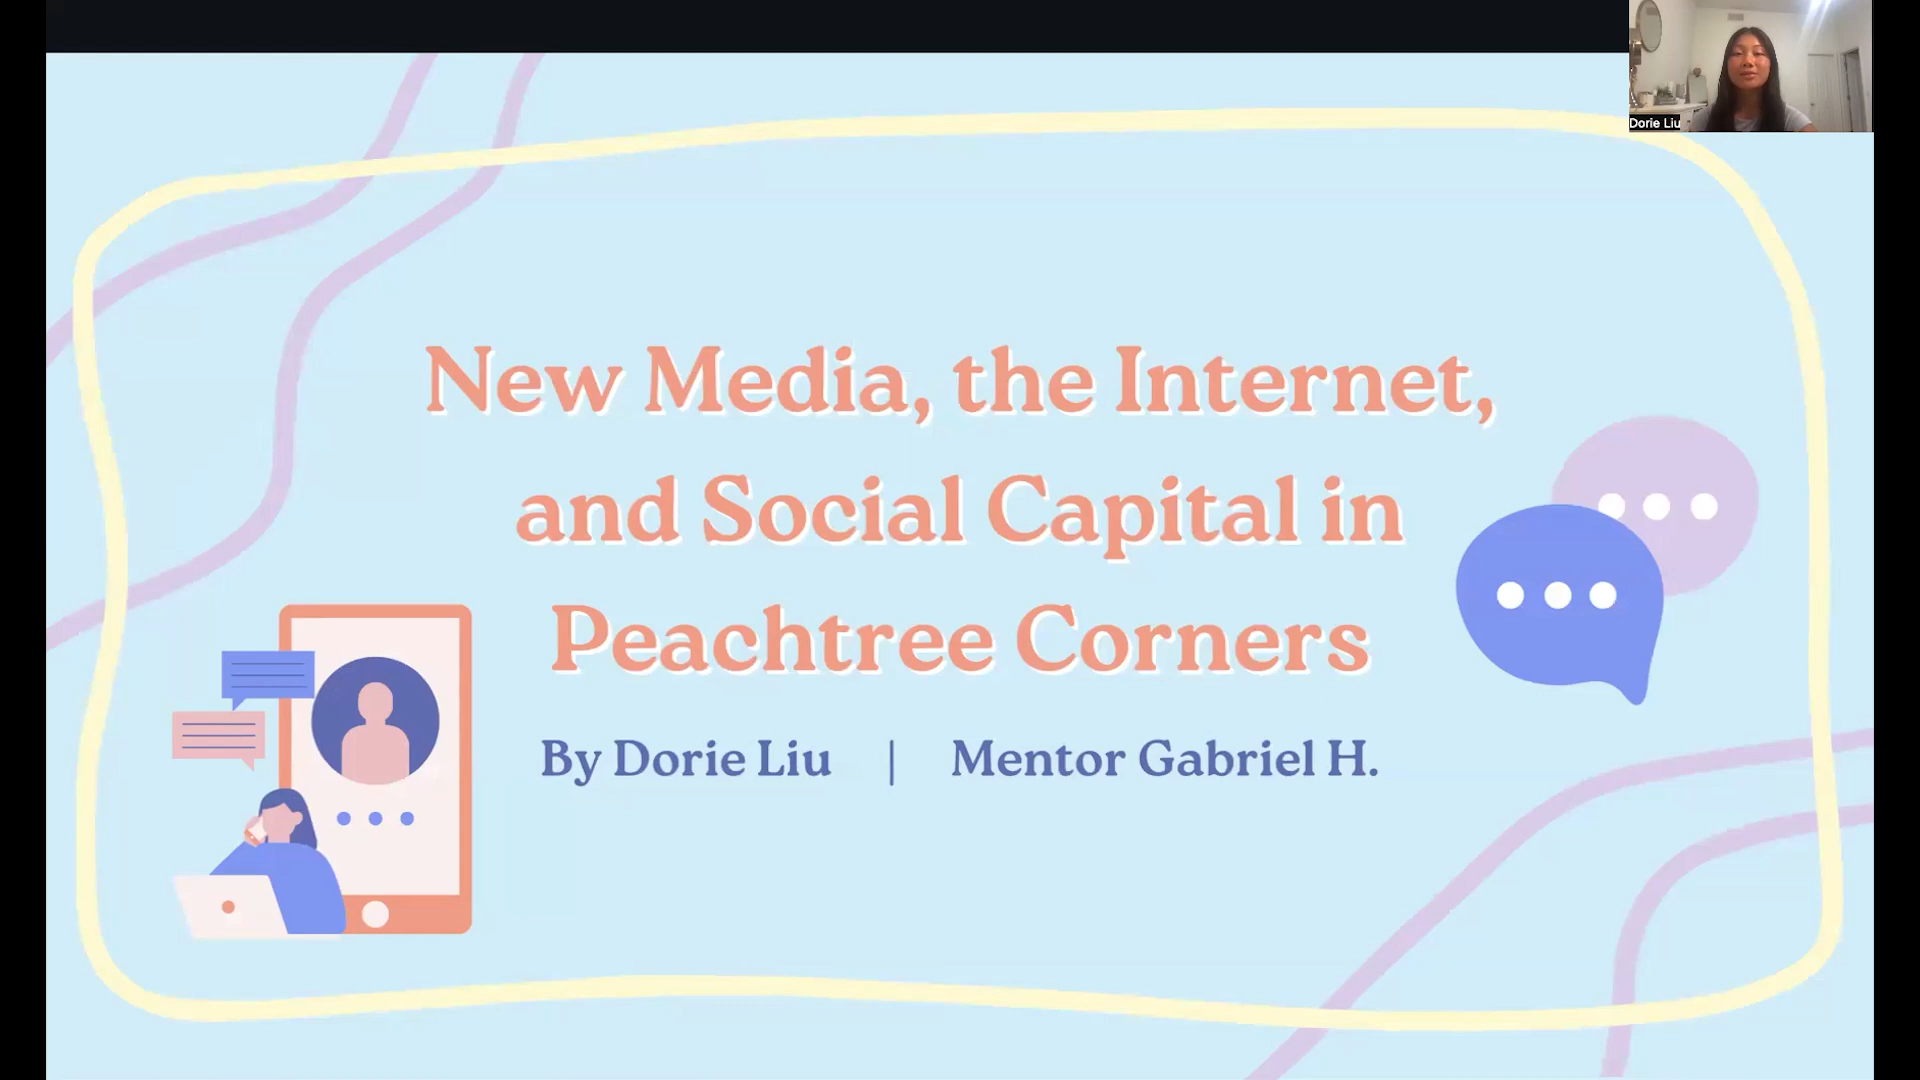 Dorie Liu
New Media, the Internet,
and Social Capital in
Peachtree Corners
By Dorie Liu | Mentor Gabriel H.